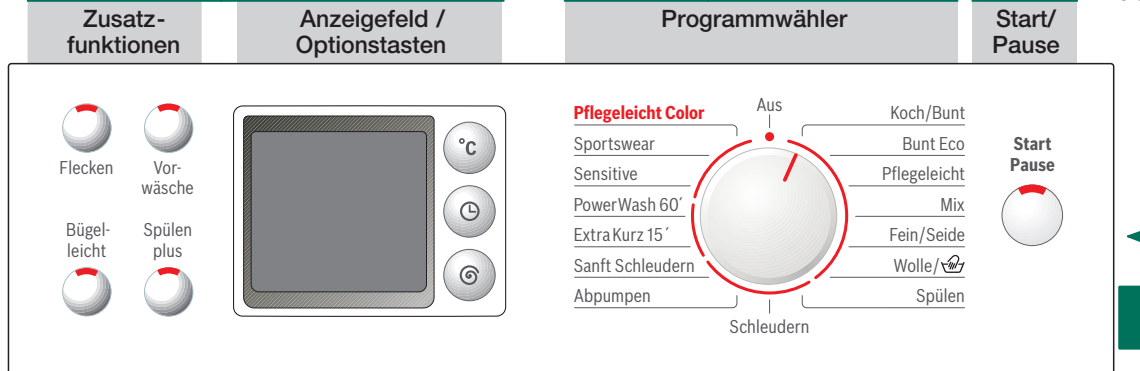 Zusatz-
funktionen
Anzeigefeld /
Optionstasten
Programmwähler
Start/
Pause
Flecken
Vor-
wäsche
Bügel-
leicht
Spülen
plus
°C
Aus
Pflegeleicht Color
Sportswear
Sensitive
PowerWash 60´
Extra Kurz 15´
Sanft Schleudern
Abpumpen
Koch/Bunt
Bunt Eco
Pflegeleicht
Mix
Fein/Seide
Wolle/
Spülen
Schleudern
Start
Pause